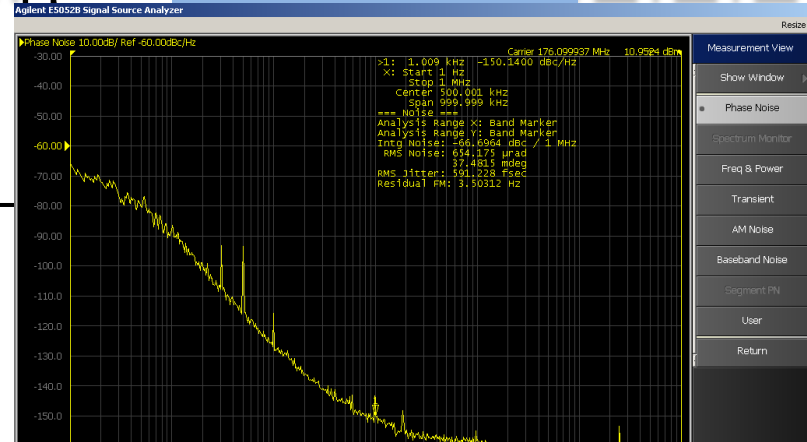 Agilent E5052B Signal Source Analyzer
Resize
Phase Noise 10.00dB/ Ref -60.00dBc/Hz
Carrier 176.099937 MHz 10.9524 dBm
>1: 1.009 kHz -150.1400 dBc/Hz
X: Start 1 Hz
Stop 1 MHz
Center 500.001 kHz
Span 999.999 kHz
=== Noise ===
Analysis Range X: Band Marker
Analysis Range Y: Band Marker
Intg Noise: -66.6964 dBc / 1 MHz
RMS Noise: 654.175 µrad
37.4815 mdeg
RMS Jitter: 591.228 fsec
Residual FM: 3.50312 Hz
-30.00
-40.00
-50.00
-60.00
-70.00
-80.00
-90.00
-100.0
-110.0
-120.0
-130.0
-140.0
-150.0
Measurement View
Show Window
Phase Noise
Spectrum Monitor
Freq & Power
Transient
AM Noise
Baseband Noise
Segment PN
User
Return